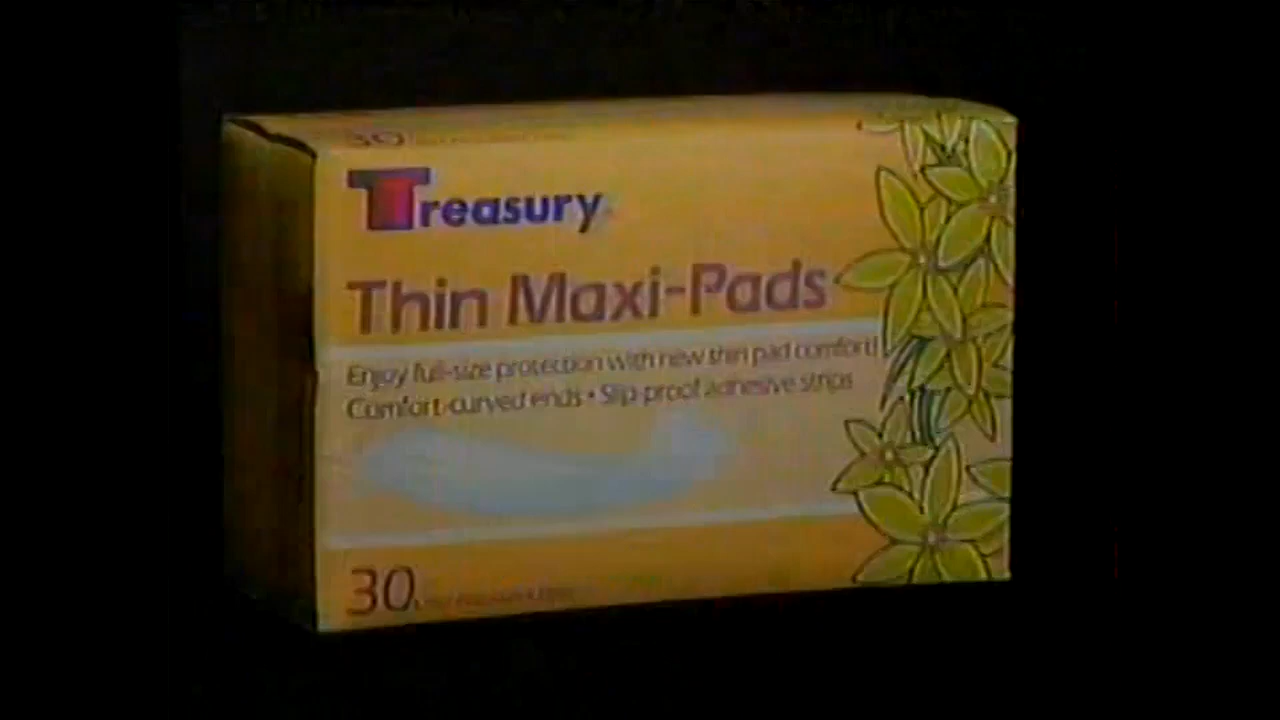 30
Treasury
Thin Maxi-Pads
Enjoy full-size protection with new thin pad comfort!
Comfort-curved ends • Slip-proof adhesive strips
30